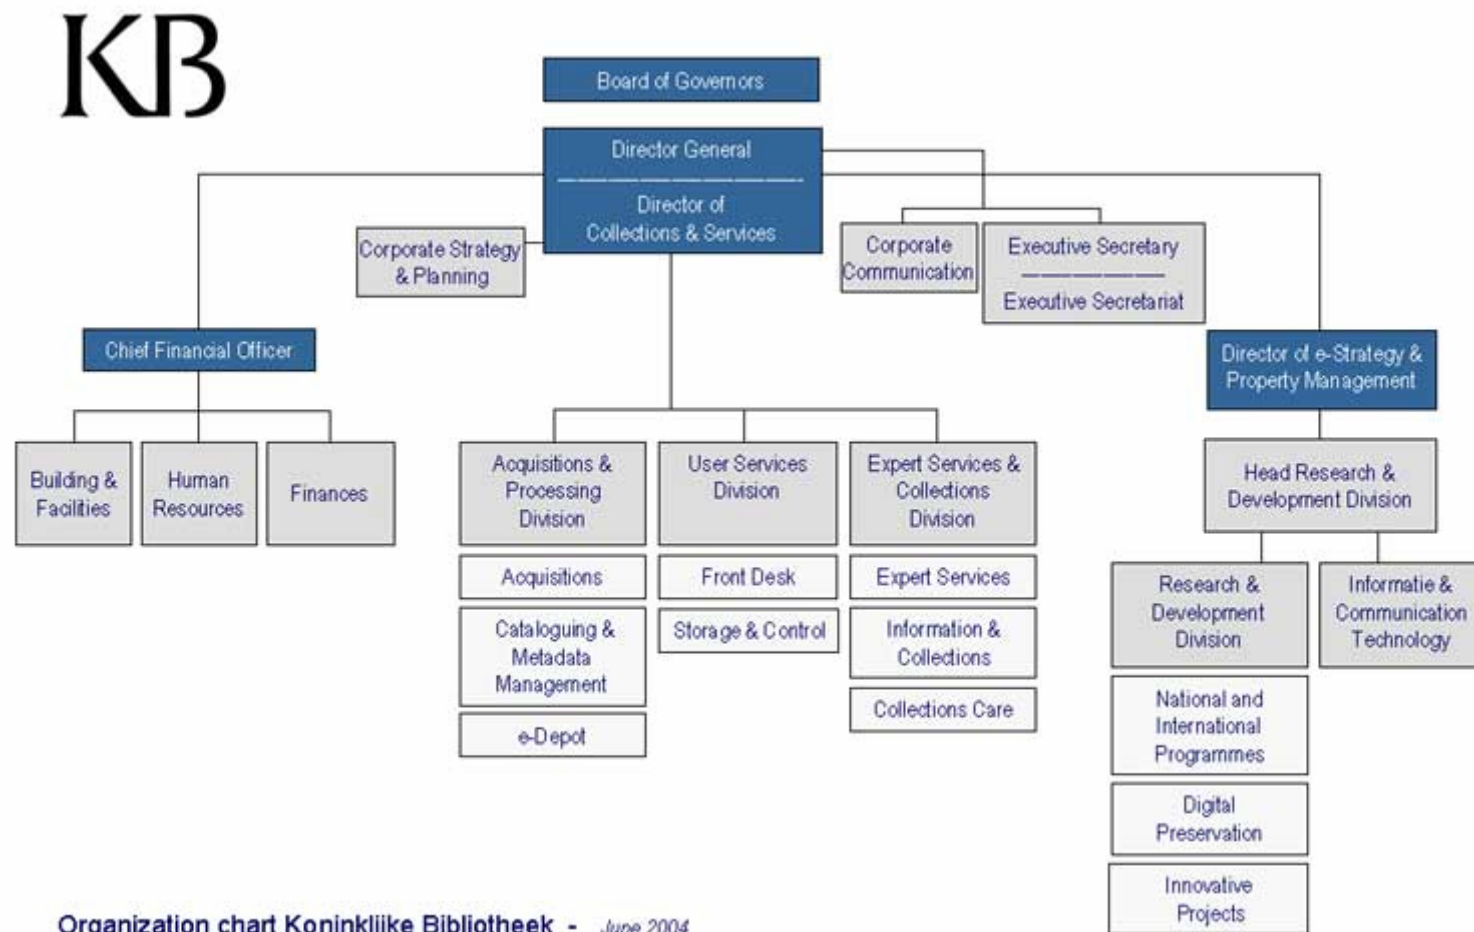 KB
Board of Governors
Director General
Director of
Collections & Services
Corporate Strategy
& Planning
Corporate
Communication
Executive Secretary
Executive Secretariat
Chief Financial Officer
Director of e-Strategy &
Property Management
Building &
Facilities
Human
Resources
Finances
Acquisitions &
Processing
Division
Acquisitions
Cataloguing &
Metadata
Management
e-Depot
User Services
Division
Front Desk
Storage & Control
Expert Services &
Collections
Division
Expert Services
Information &
Collections
Collections Care
Head Research &
Development Division
Research &
Development
Division
National and
International
Programmes
Digital
Preservation
Innovative
Projects
Informatie &
Communication
Technology
Organization chart Koninklijke Bibliotheek - June 2004